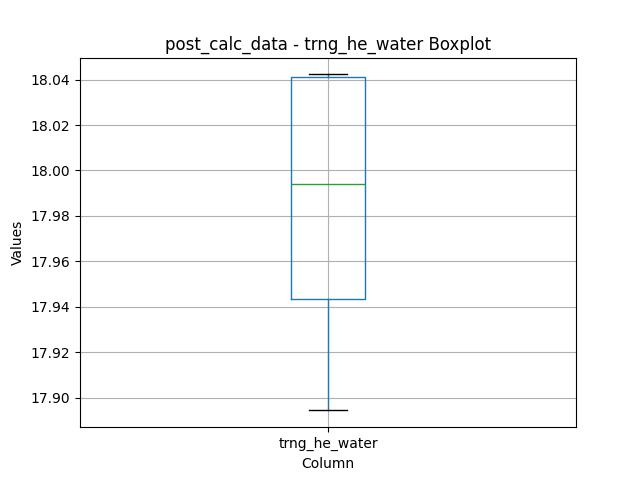 post_calc_data - trng_he_water Boxplot
18.04
18.02
18.00
17.98
17.96
17.94
17.92
17.90
Values
trng_he_water
Column